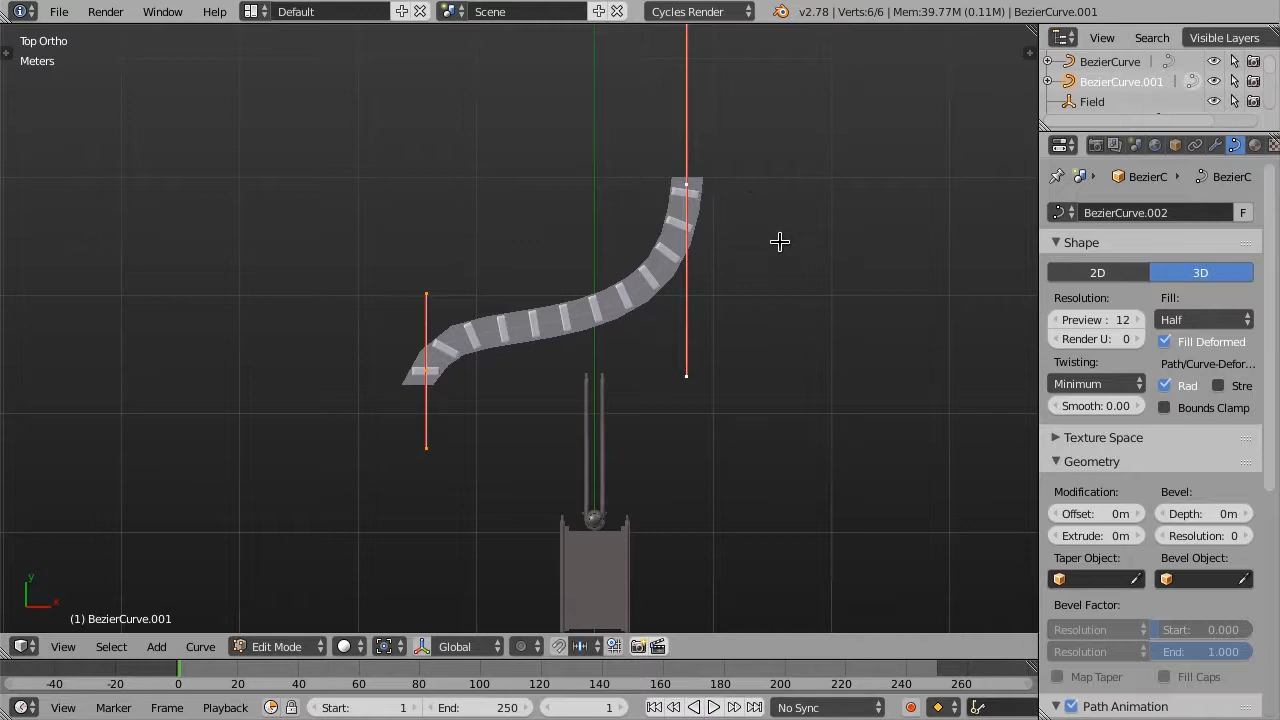 File Render Window Help Default Scene Cycles Render v2.78 | Verts:6/6 | Mem:39.77M (0.11M) | BezierCurve.001
Top Ortho
Meters
View Search Visible Layers
BezierCurve
BezierCurve.001
Field
BezierC BezierC
BezierCurve.002 F
Shape
2D 3D
Resolution: Fill:
Preview : 12 Half
Render U: 0 Fill Deformed
Twisting: Path/Curve-Defor...
Minimum Rad Stre
Smooth: 0.00 Bounds Clamp
Texture Space
Geometry
Modification: Bevel:
Offset: 0m Depth: 0m
Extrude: 0m Resolution: 0
Taper Object: Bevel Object:
Bevel Factor:
Resolution Start: 0.000
Resolution End: 1.000
Map Taper Fill Caps
Path Animation
y
x
(1) BezierCurve.001
View Select Add Curve Edit Mode Global
-40 -20 0 20 40 60 80 100 120 140 160 180 200 220 240 260
View Marker Frame Playback Start: 1 End: 250 1 No Sync